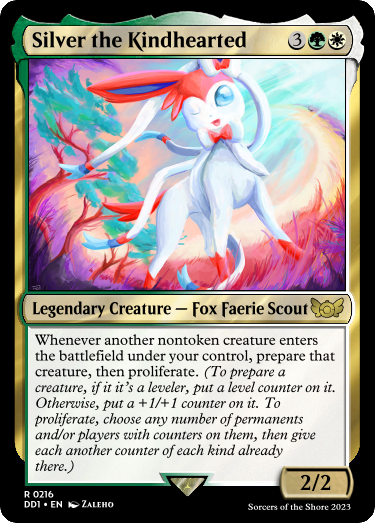 Silver the Kindhearted 3
Legendary Creature — Fox Faerie Scout
Whenever another nontoken creature enters
the battlefield under your control, prepare that
creature, then proliferate. (To prepare a
creature, if it it's a leveler, put a level counter on it.
Otherwise, put a +1/+1 counter on it. To
proliferate, choose any number of permanents
and/or players with counters on them, then give
each another counter of each kind already
there.)
2/2
R 0216
DD1 • EN ZALEHO
Sorcers of the Shore 2023